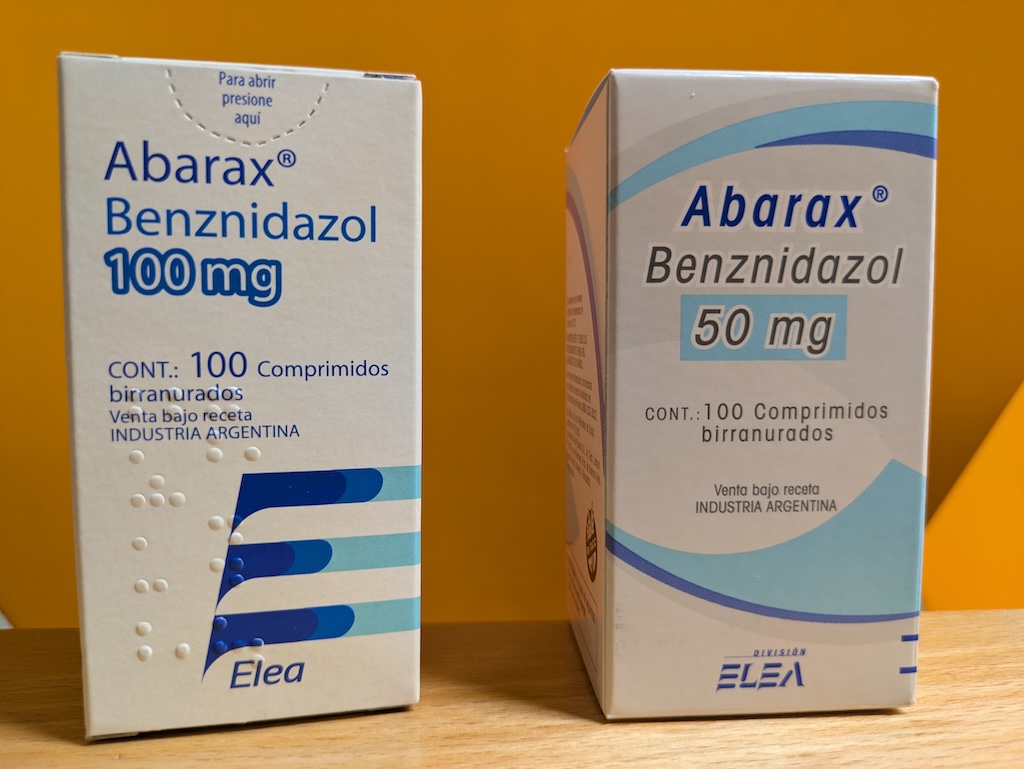 Para abrir
presione
aquí
Abarax®
Benznidazol
100 mg
CONT.: 100 Comprimidos
birranurados
Venta bajo receta
INDUSTRIA ARGENTINA
Elea
Abarax®
Benznidazol
50 mg
CONT.: 100 Comprimidos
birranurados
Venta bajo receta
INDUSTRIA ARGENTINA
DIVISIÓN
ELEA